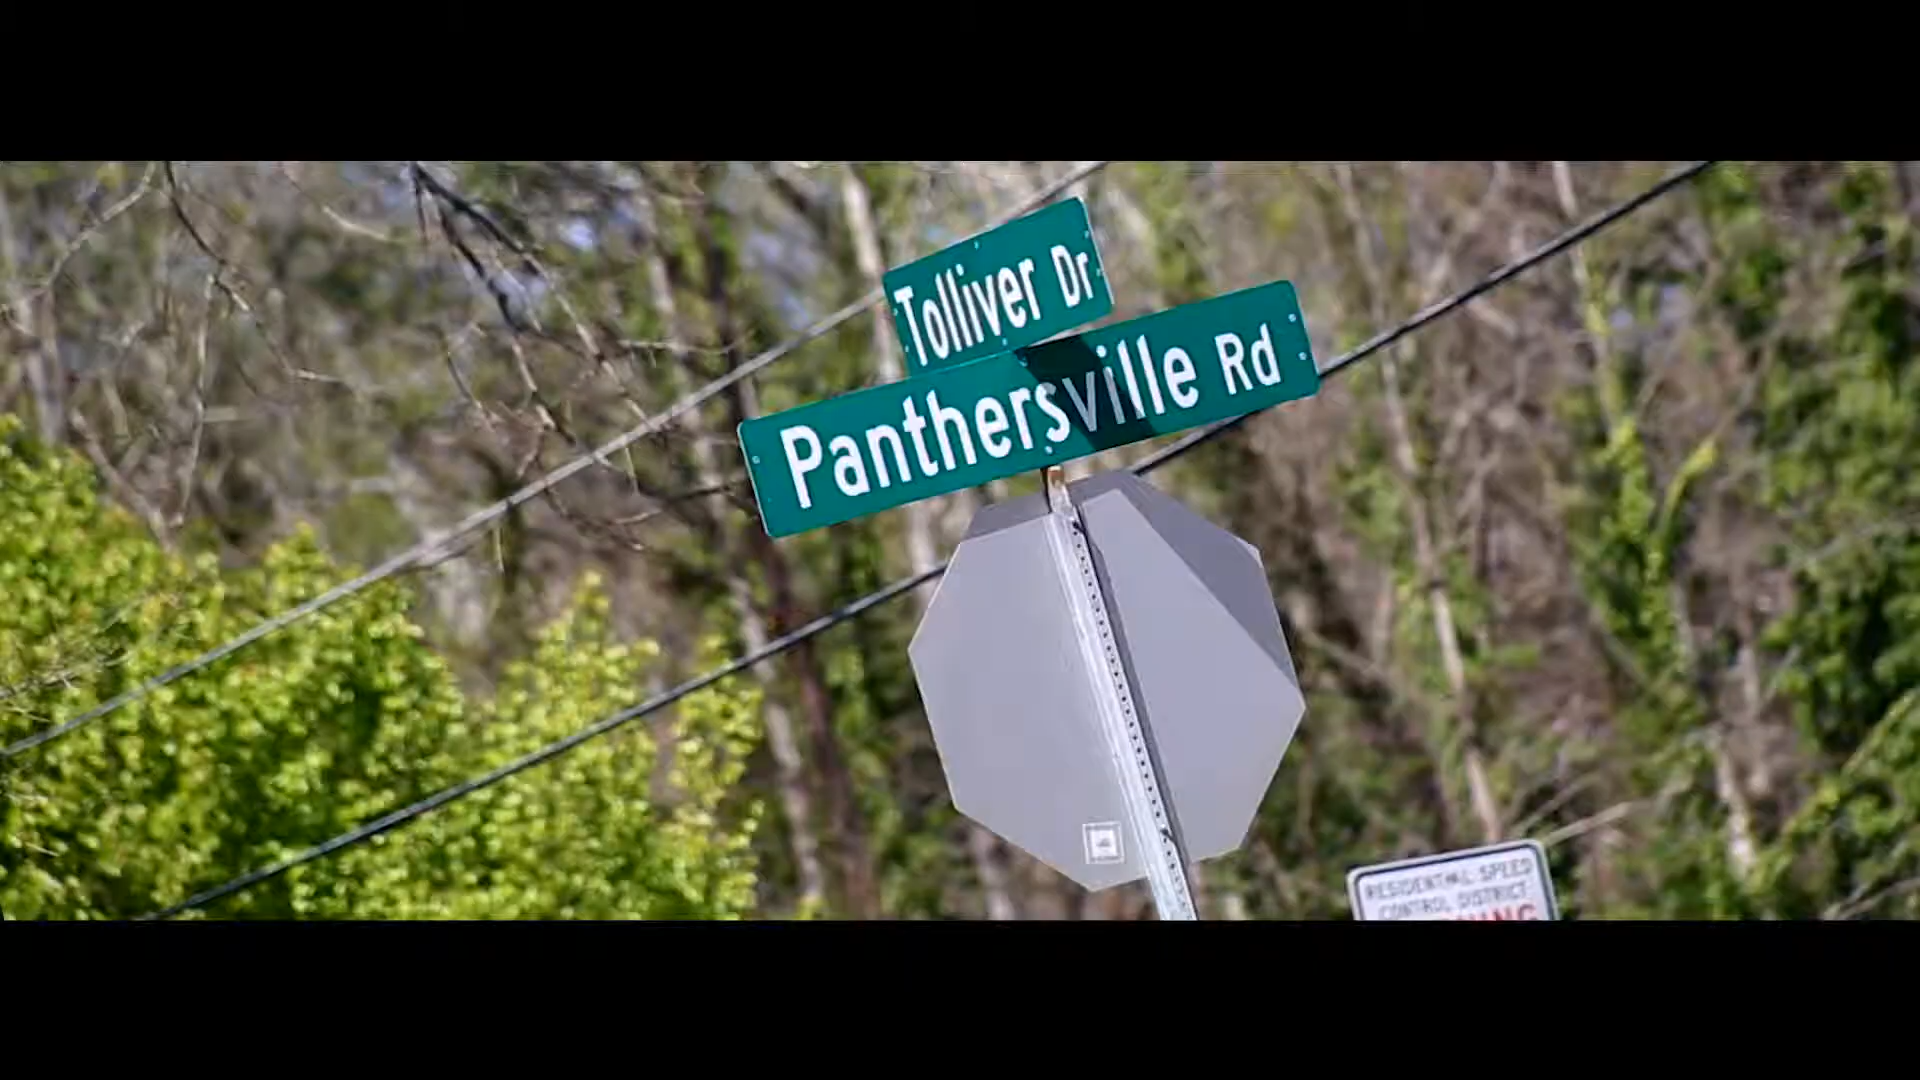 Tolliver Dr
Panthersville Rd
RESIDENTIAL SPEED
CONTROL DISTRICT